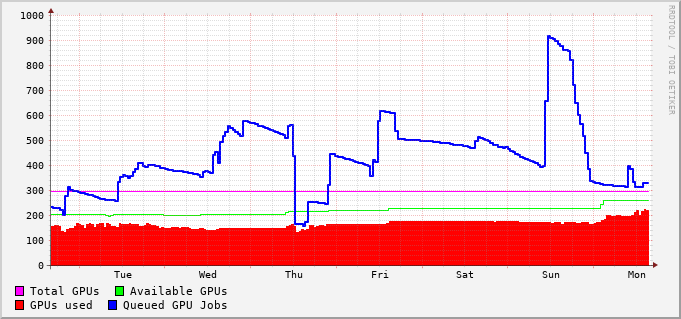 1000
900
800
700
600
500
400
300
200
100
0
Tue Wed Thu Fri Sat Sun Mon
Total GPUs Available GPUs
GPUs used Queued GPU Jobs
RRDTOOL / TOBI OETIKER